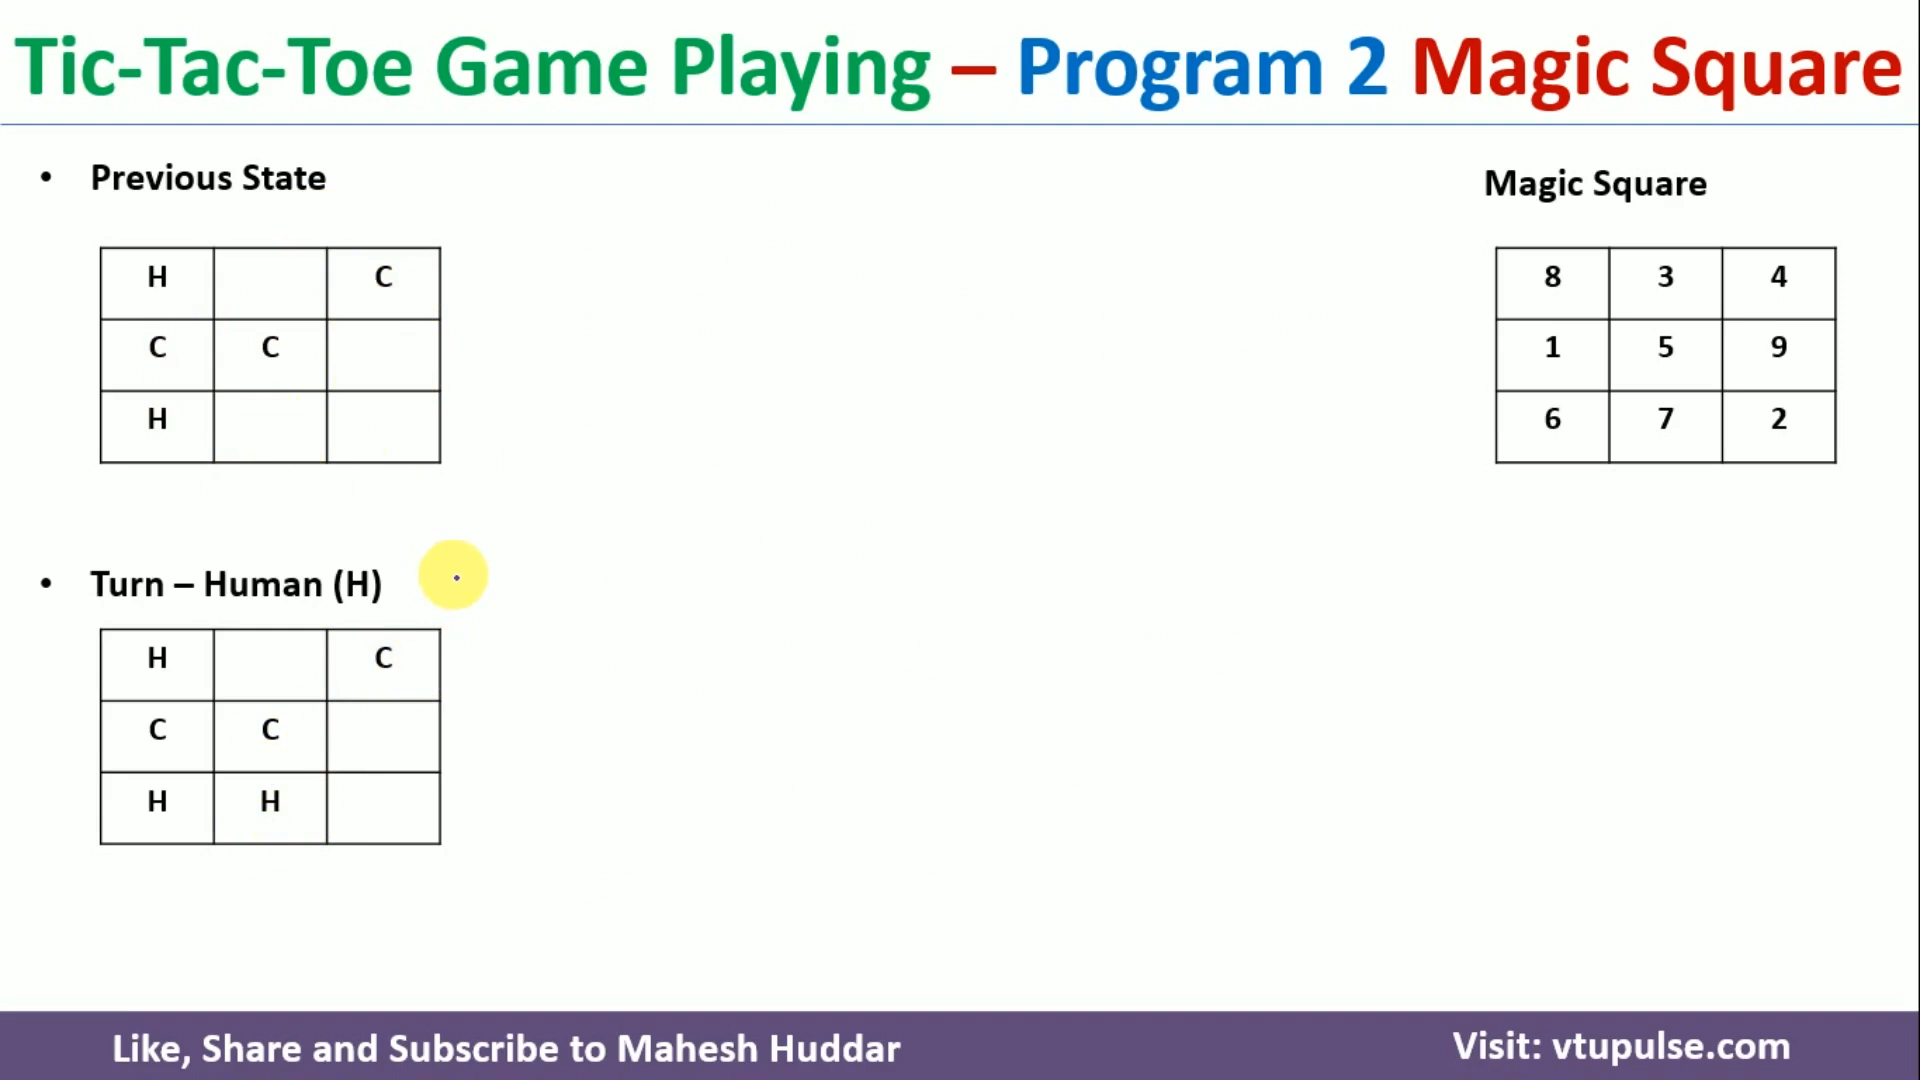 Tic-Tac-Toe Game Playing – Program 2 Magic Square
• Previous State
H C
C C
H
Magic Square
8 3 4
1 5 9
6 7 2
• Turn – Human (H)
H C
C C
H H
Like, Share and Subscribe to Mahesh Huddar
Visit: vtupulse.com